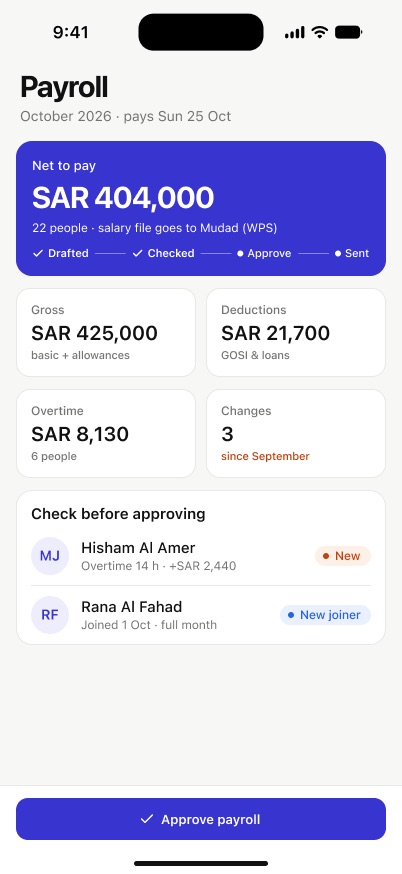 9:41
Payroll
October 2026 · pays Sun 25 Oct
Net to pay
SAR 404,000
22 people · salary file goes to Mudad (WPS)
Drafted Checked Approve Sent
Gross
SAR 425,000
basic + allowances
Deductions
SAR 21,700
GOSI & loans
Overtime
SAR 8,130
6 people
Changes
3
since September
Check before approving
MJ
Hisham Al Amer
Overtime 14 h · +SAR 2,440
New
RF
Rana Al Fahad
Joined 1 Oct · full month
New joiner
Approve payroll